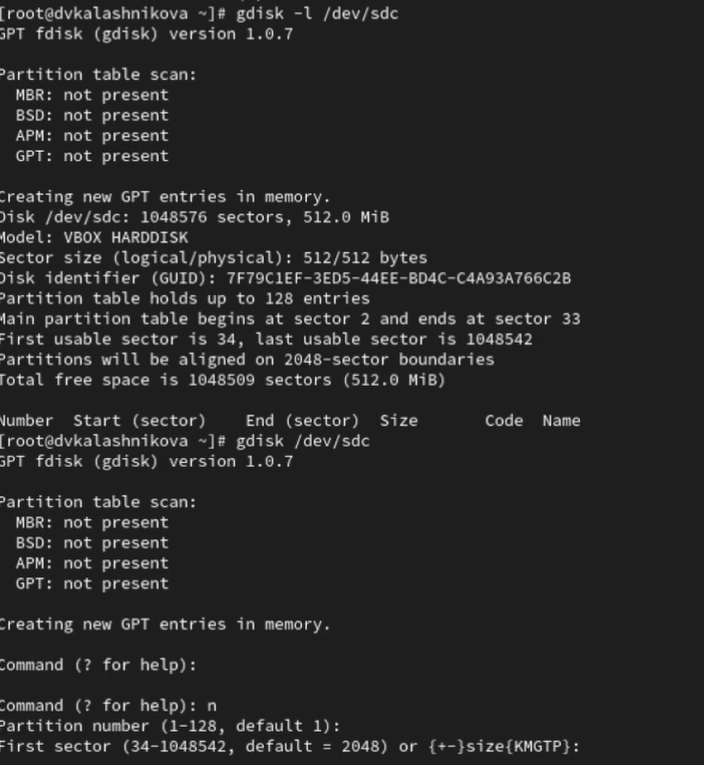 [root@dvkalashnikova ~]# gdisk -l /dev/sdc
GPT fdisk (gdisk) version 1.0.7
Partition table scan:
MBR: not present
BSD: not present
APM: not present
GPT: not present
Creating new GPT entries in memory.
Disk /dev/sdc: 1048576 sectors, 512.0 MiB
Model: VBOX HARDDISK
Sector size (logical/physical): 512/512 bytes
Disk identifier (GUID): 7F79C1EF-3ED5-44EE-BD4C-C4A93A766C2B
Partition table holds up to 128 entries
Main partition table begins at sector 2 and ends at sector 33
First usable sector is 34, last usable sector is 1048542
Partitions will be aligned on 2048-sector boundaries
Total free space is 1048509 sectors (512.0 MiB)
Number  Start (sector)    End (sector)  Size       Code  Name
[root@dvkalashnikova ~]# gdisk /dev/sdc
GPT fdisk (gdisk) version 1.0.7
Partition table scan:
MBR: not present
BSD: not present
APM: not present
GPT: not present
Creating new GPT entries in memory.
Command (? for help):
Command (? for help): n
Partition number (1-128, default 1):
First sector (34-1048542, default = 2048) or {+-}size{KMGTP}: